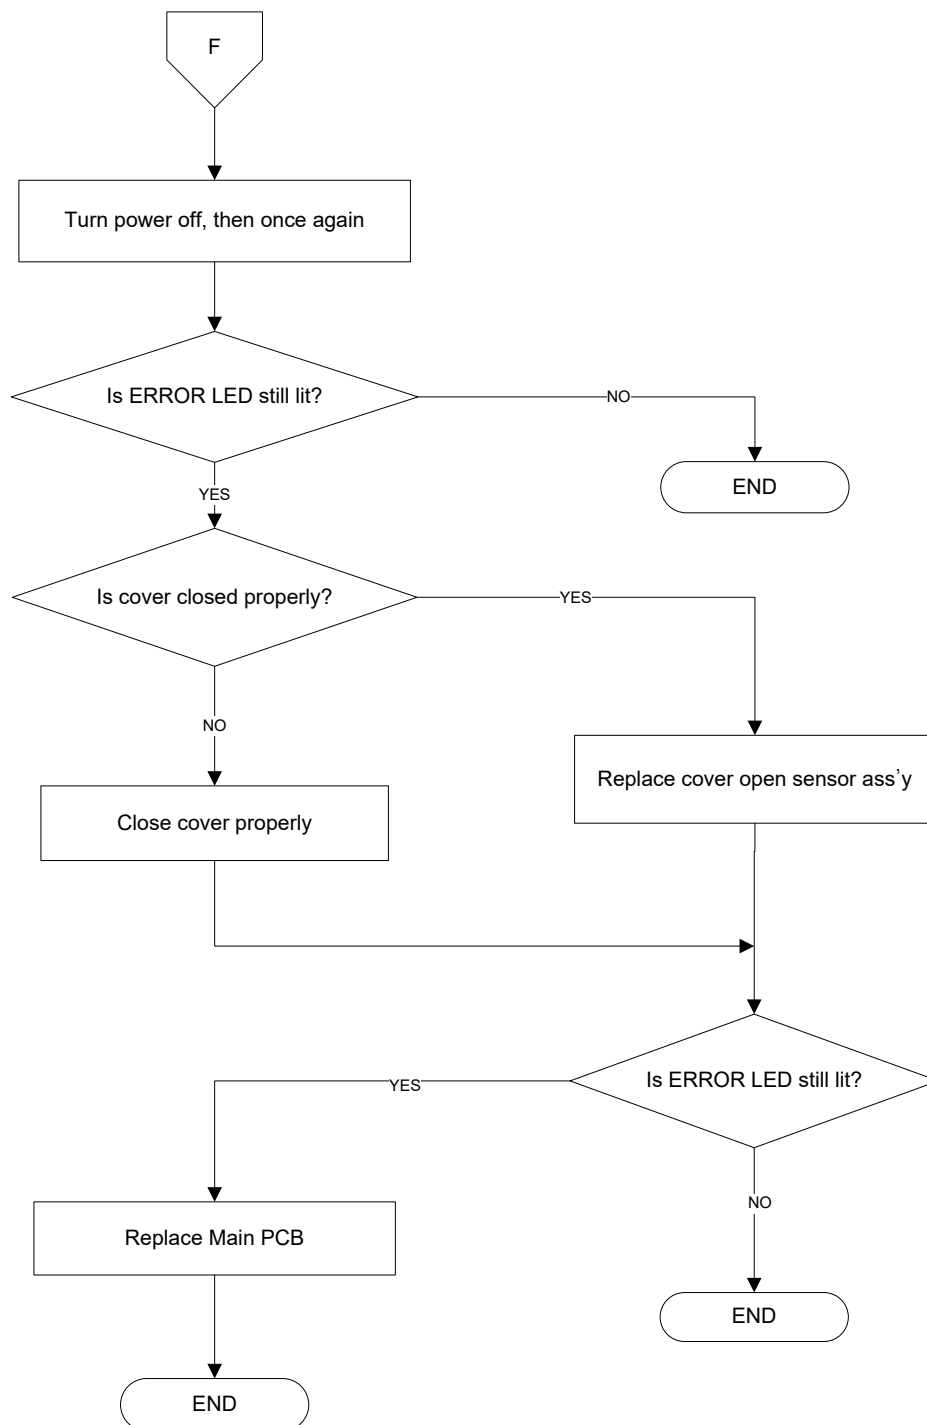 F
Turn power off, then once again
Is ERROR LED still lit?
NO
END
YES
Is cover closed properly?
YES
NO
Replace cover open sensor ass’y
Close cover properly
Is ERROR LED still lit?
YES
NO
Replace Main PCB
END
END